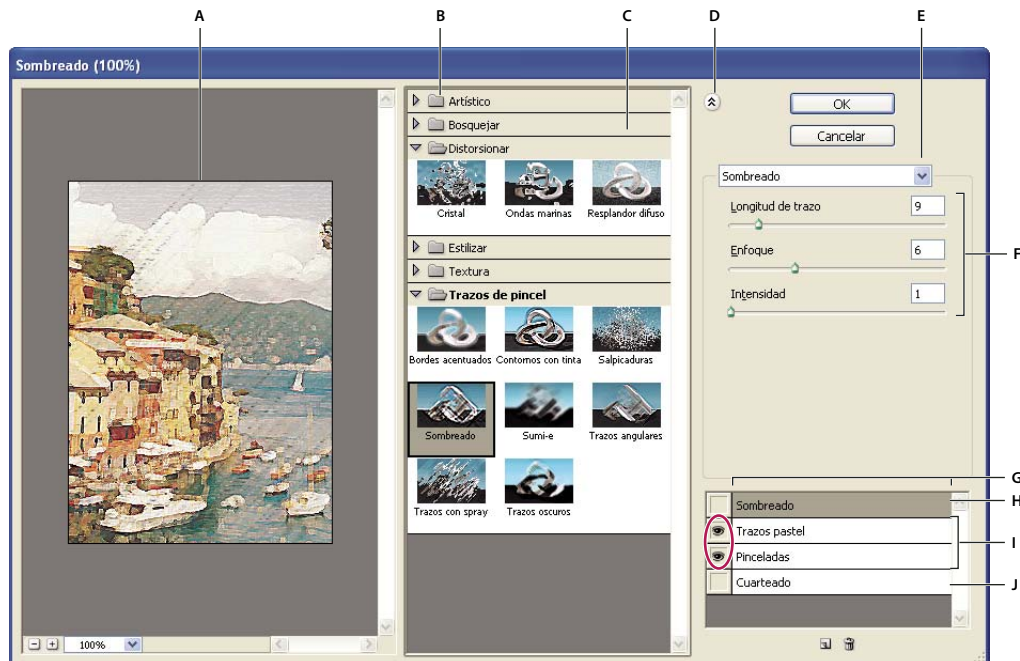 A B C D E
Sombreado (100%)
Artístico
Bosquejar
Distorsionar
Cristal Ondas marinas Resplandor difuso
Estilizar
Textura
Trazos de pincel
Bordes acentuados Contornos con tinta Salpicaduras
Sombreado Sumi-e Trazos angulares
Trazos con spray Trazos oscuros
100%
OK
Cancelar
Sombreado
Longitud de trazo 9
Enfoque 6
Intensidad 1
F
G
Sombreado H
Trazos pastel
I
Pinceladas
Cuarteado J